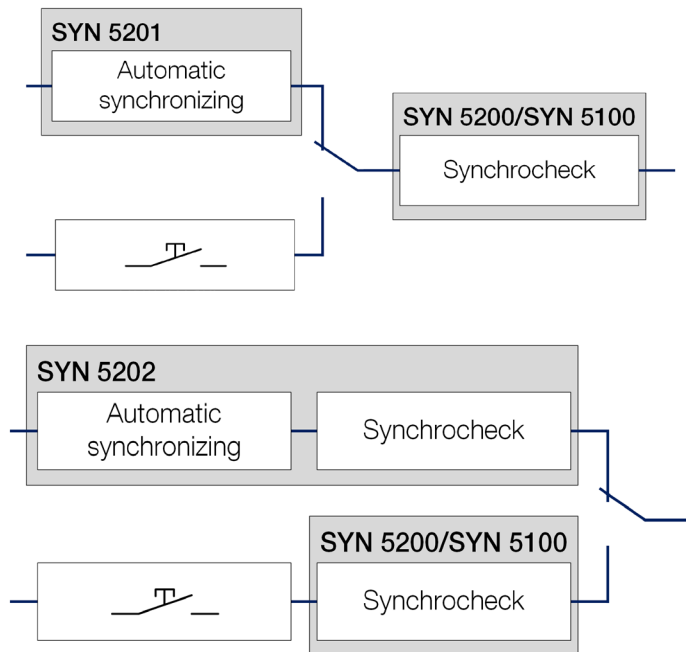 SYN 5201
Automatic
synchronizing
SYN 5200/SYN 5100
Synchrocheck
SYN 5202
Automatic
synchronizing
Synchrocheck
SYN 5200/SYN 5100
Synchrocheck